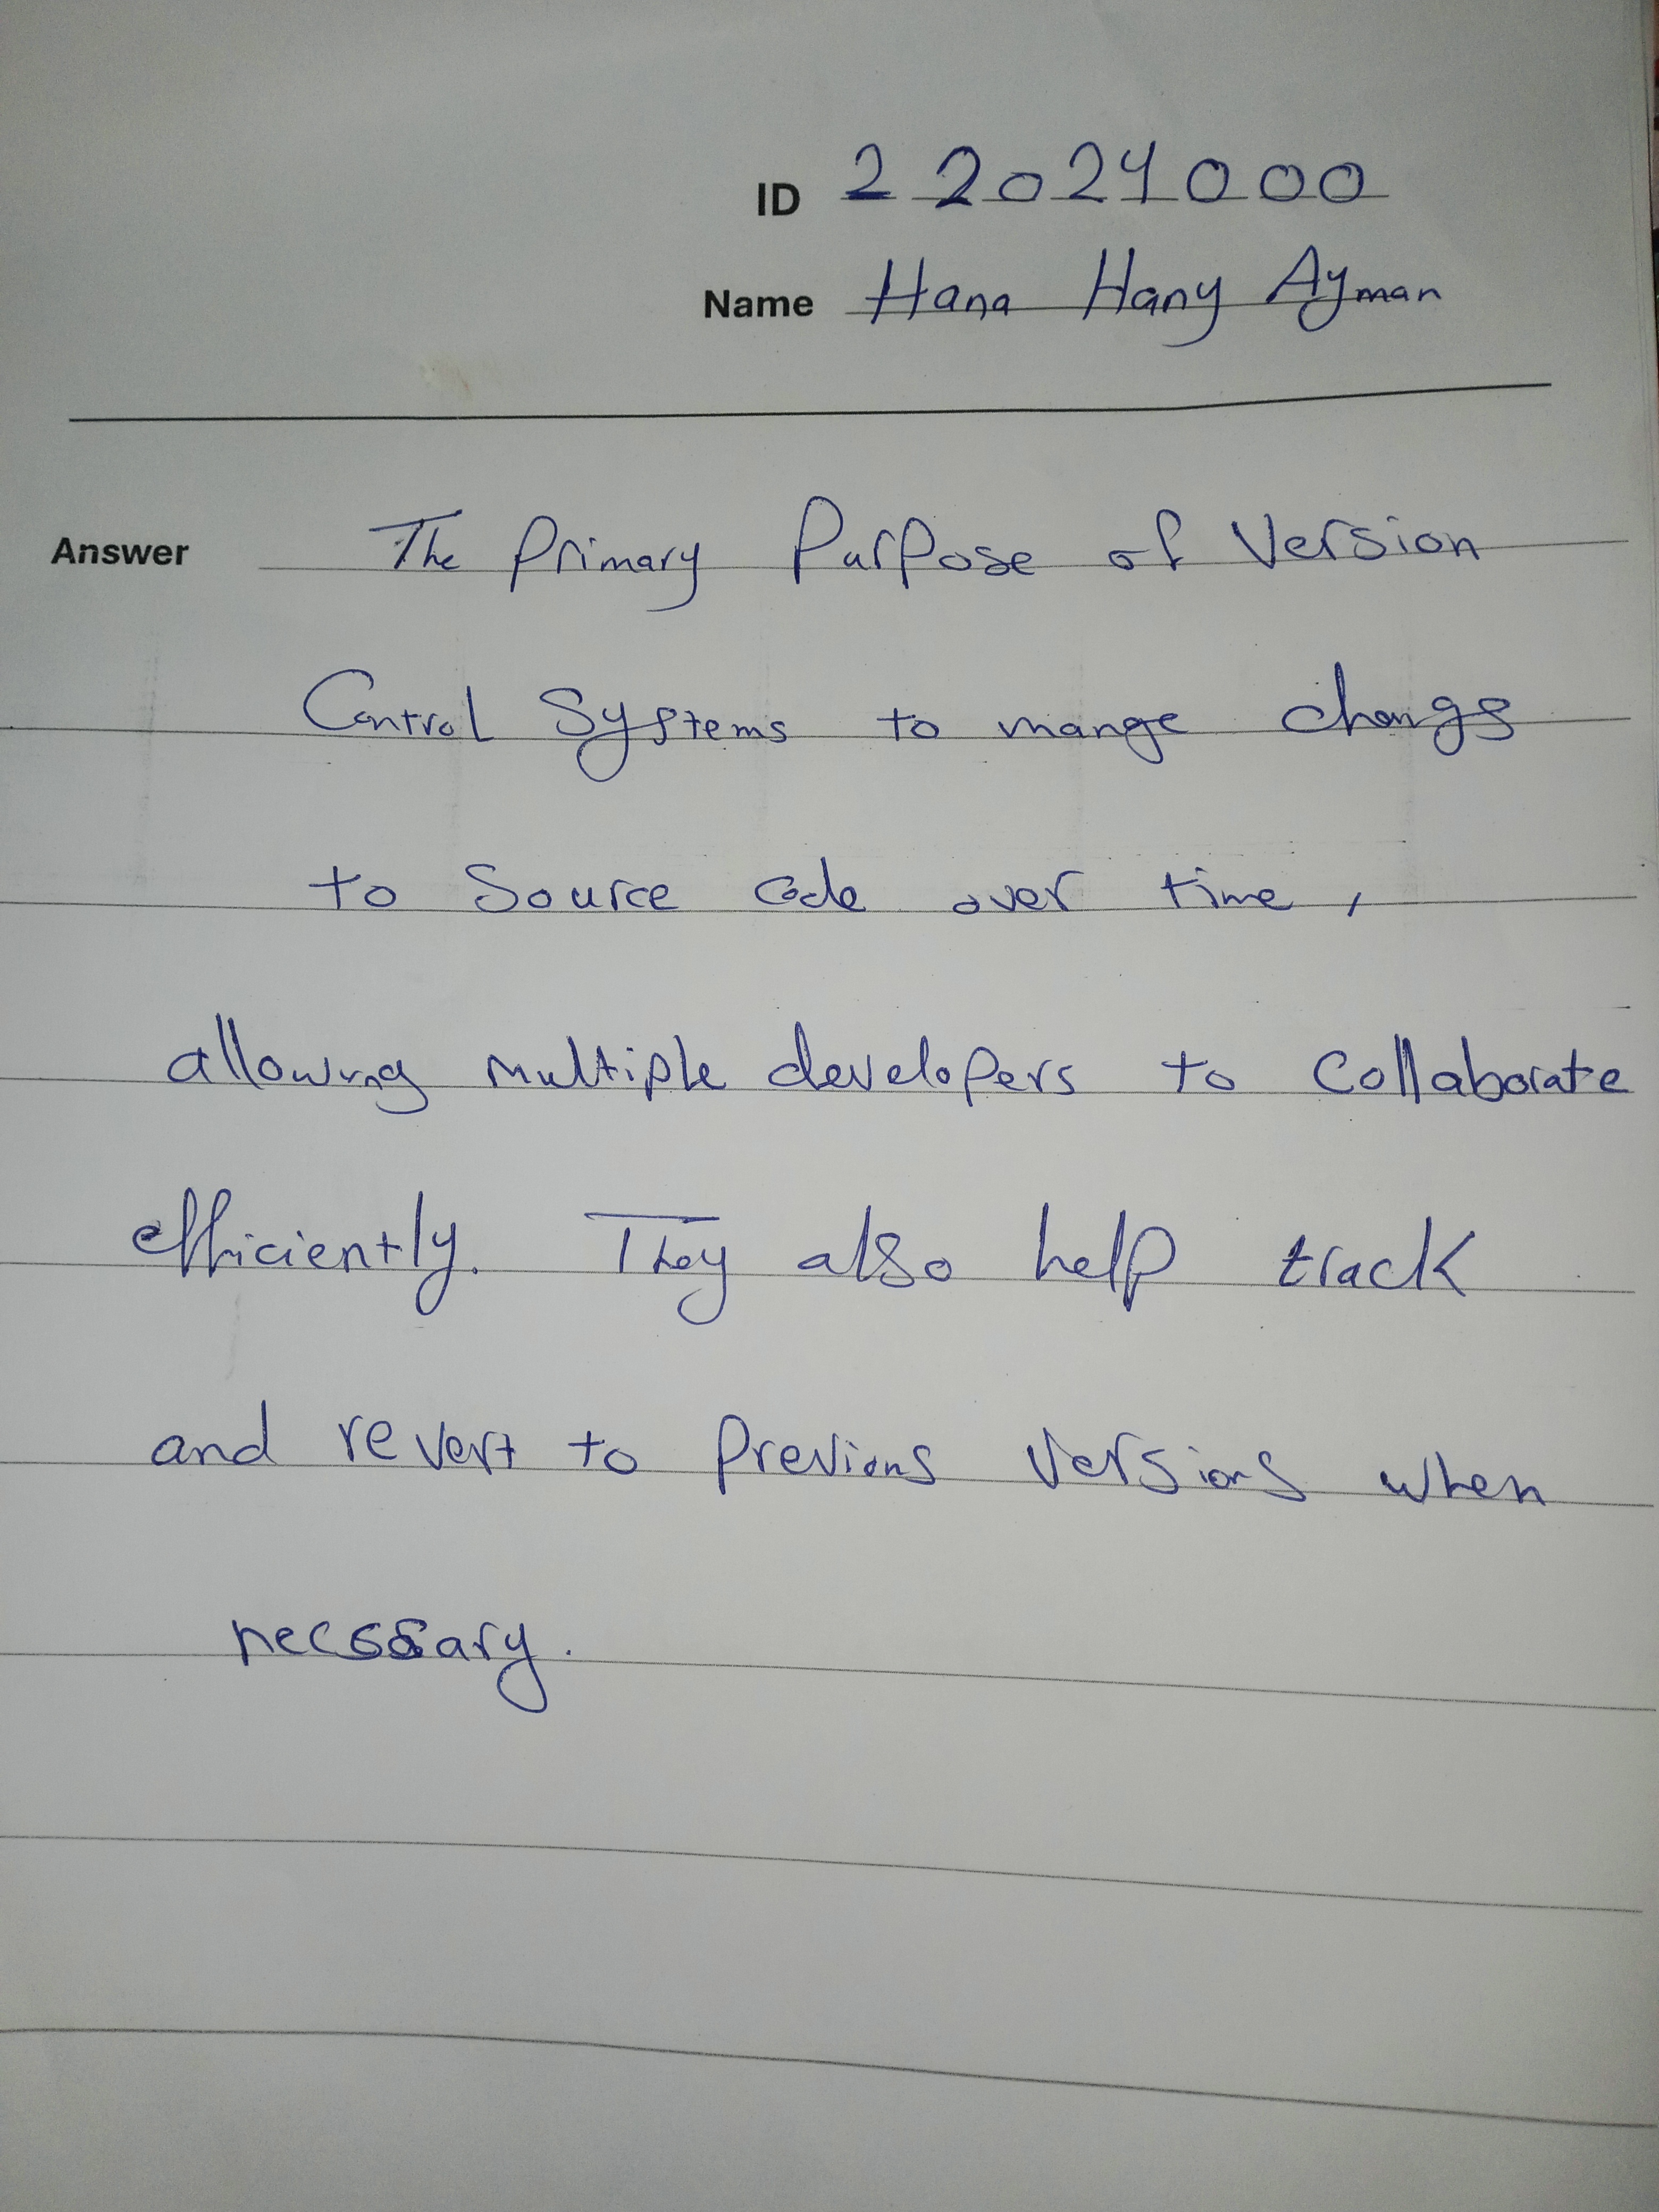 ID 22024000
Name Hana Hany Ayman
Answer The Primary Purpose of Version
Control Systems to mange changs
to Source code over time,
allowing multiple developers to collaborate
efficiently. They also help track
and revert to Previous Versions when
necssary.